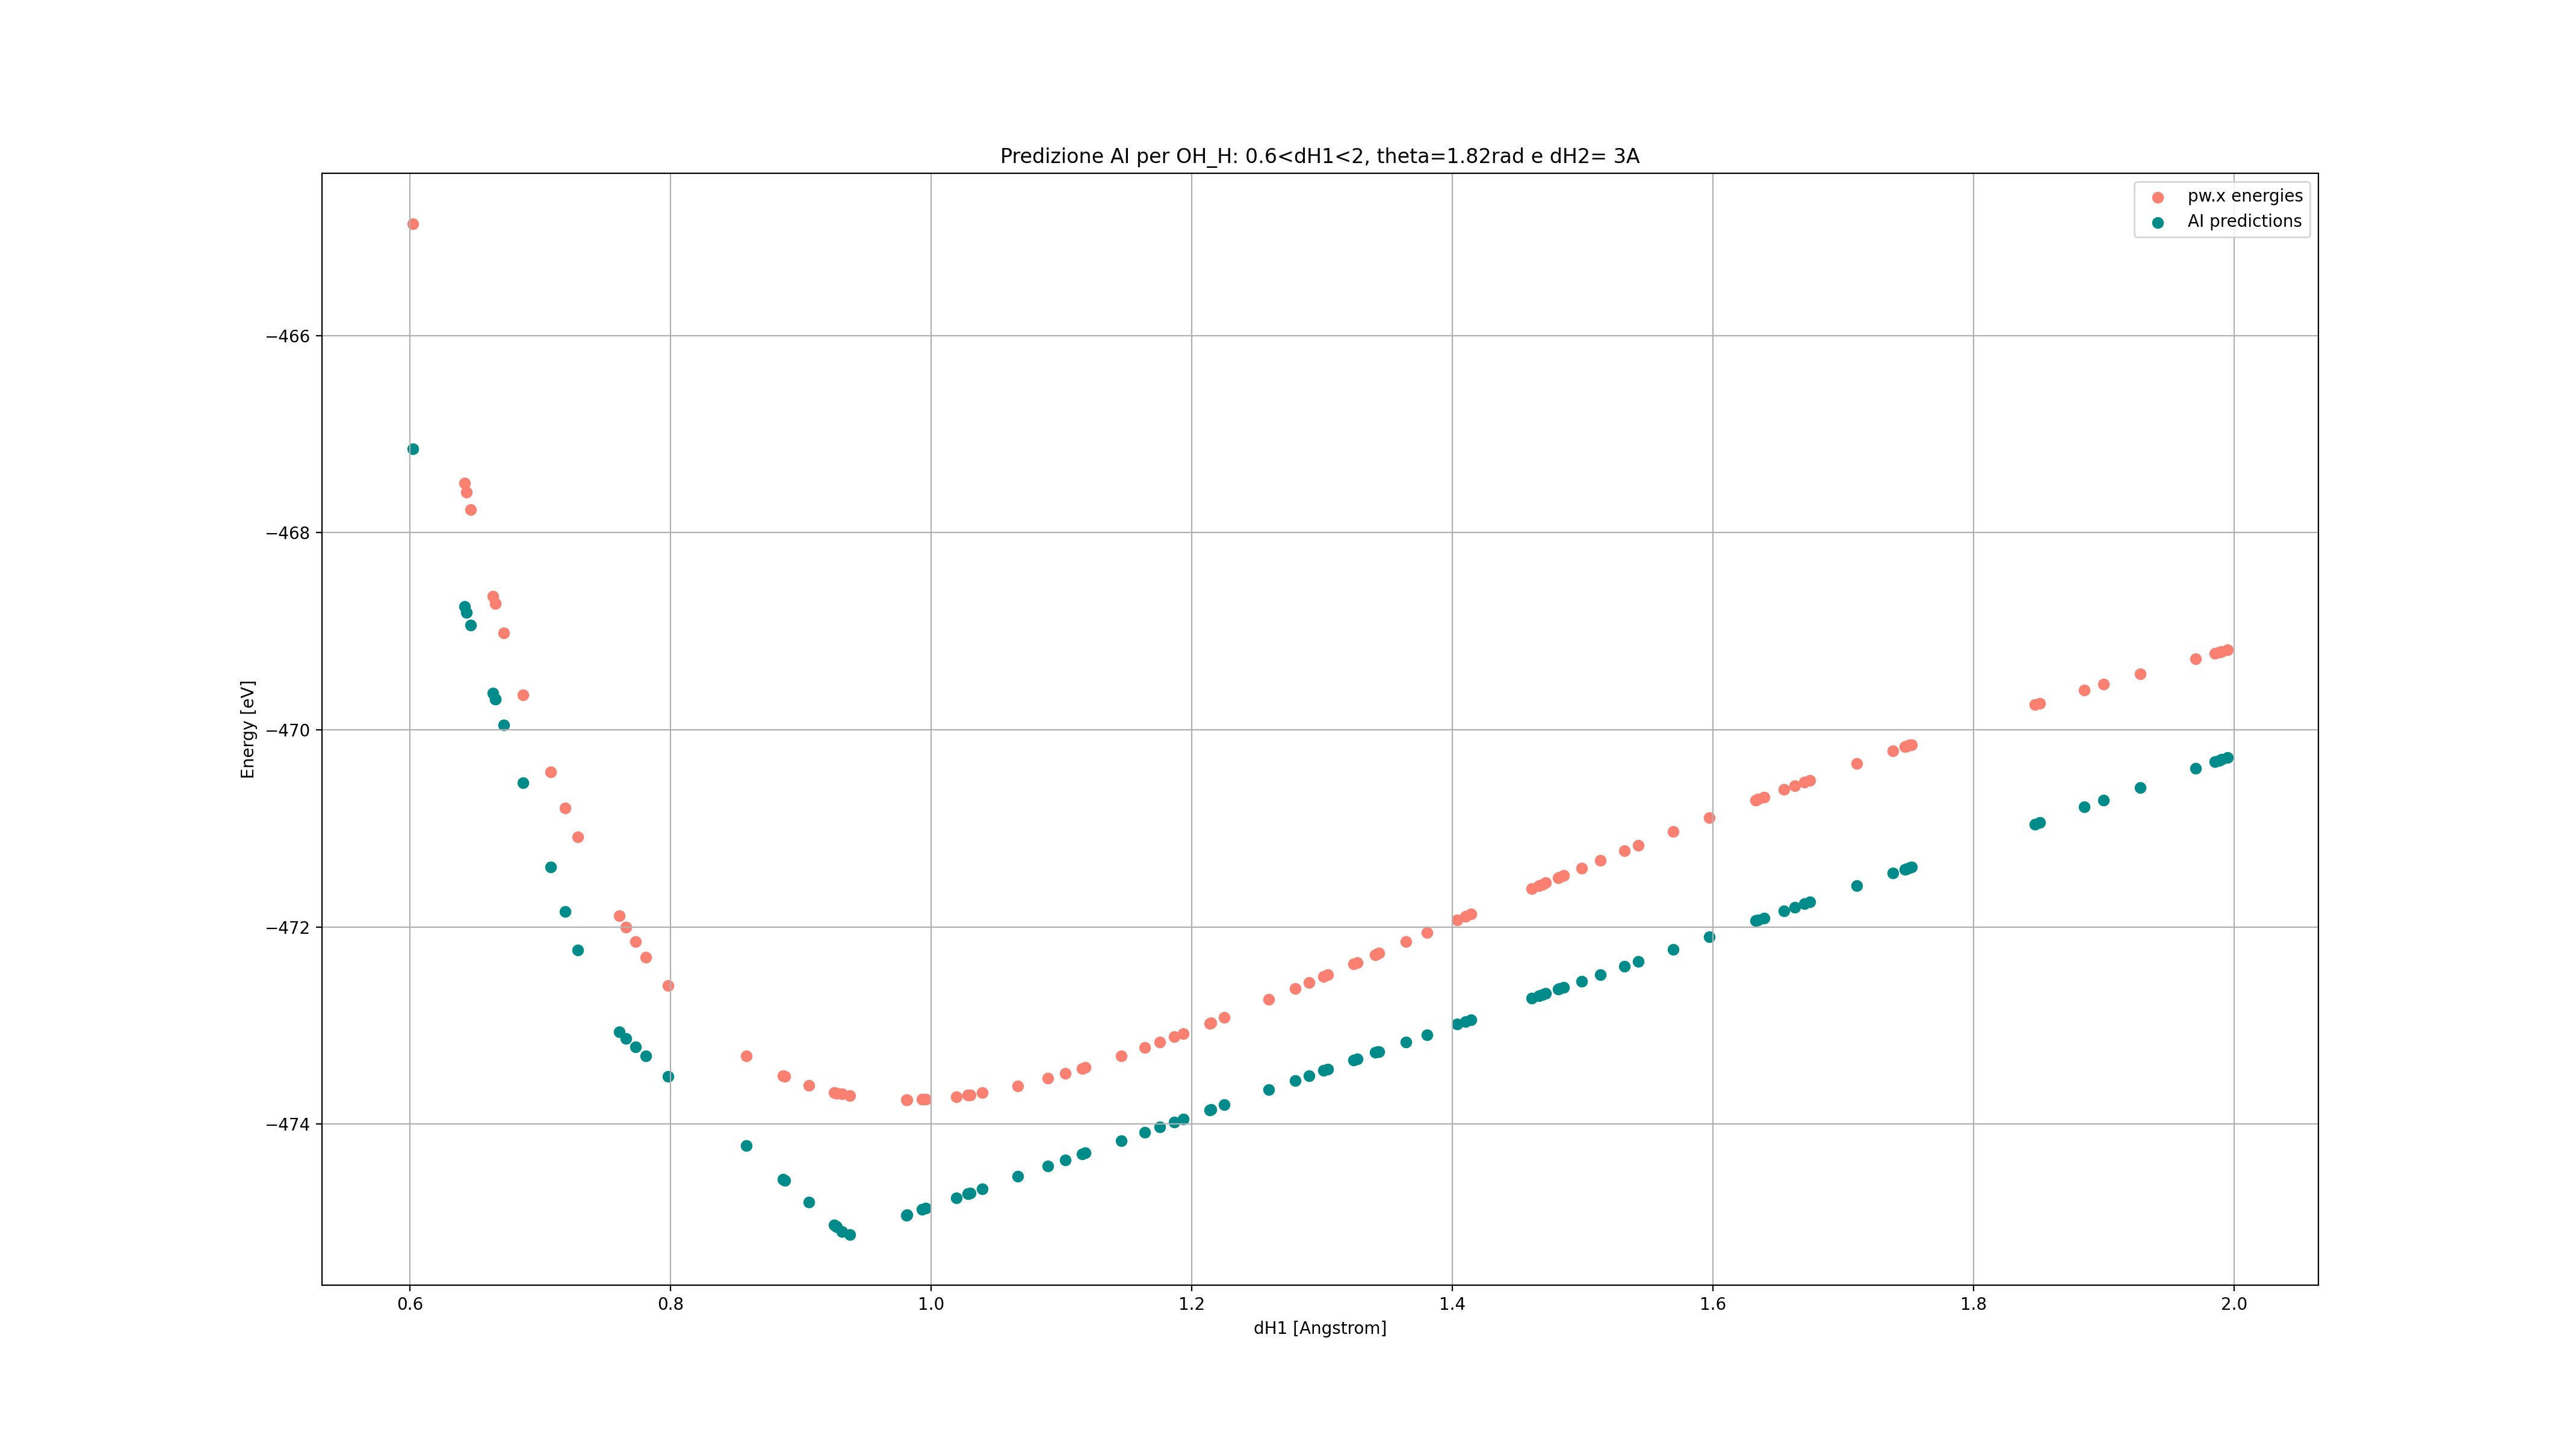 Predizione AI per OH_H: 0.6<dH1<2, theta=1.82rad e dH2= 3A
pw.x energies
AI predictions
−466
−468
−470
−472
−474
Energy [eV]
0.6 0.8 1.0 1.2 1.4 1.6 1.8 2.0
dH1 [Angstrom]